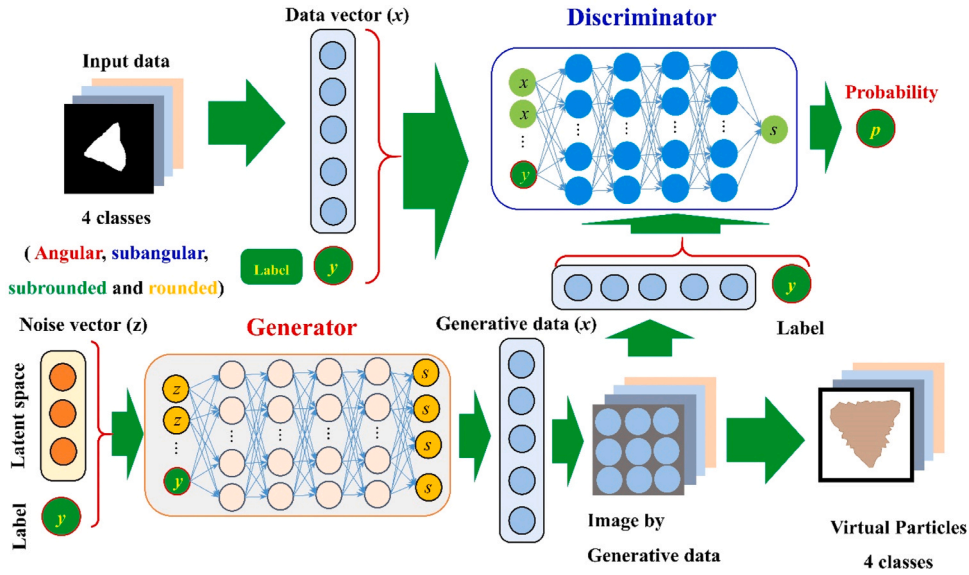 Data vector (x)
Discriminator
Input data
x
x
...
y
s
Probability
p
4 classes
( Angular, subangular,
subrounded and rounded)
Label
y
y
Label
Noise vector (z)
Generator
Generative data (x)
Latent space
Label
y
z
z
...
y
s
s
s
s
Image by
Generative data
Virtual Particles
4 classes